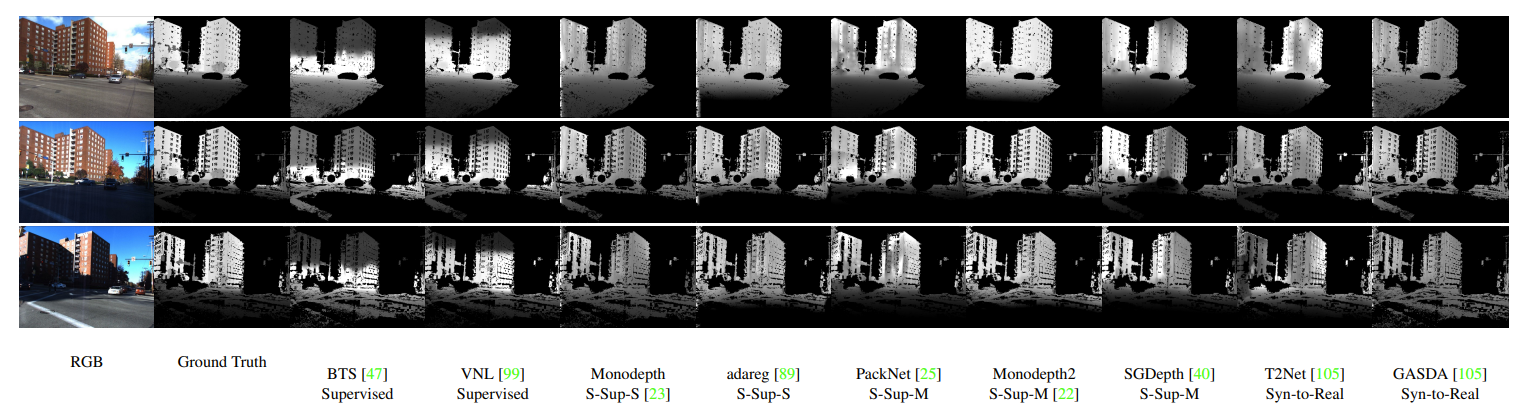 RGB
Ground Truth
BTS [47]
Supervised
VNL [99]
Supervised
Monodepth
S-Sup-S [23]
adareg [89]
S-Sup-S
PackNet [25]
S-Sup-M
Monodepth2
S-Sup-M [22]
SGDepth [40]
S-Sup-M
T2Net [105]
Syn-to-Real
GASDA [105]
Syn-to-Real